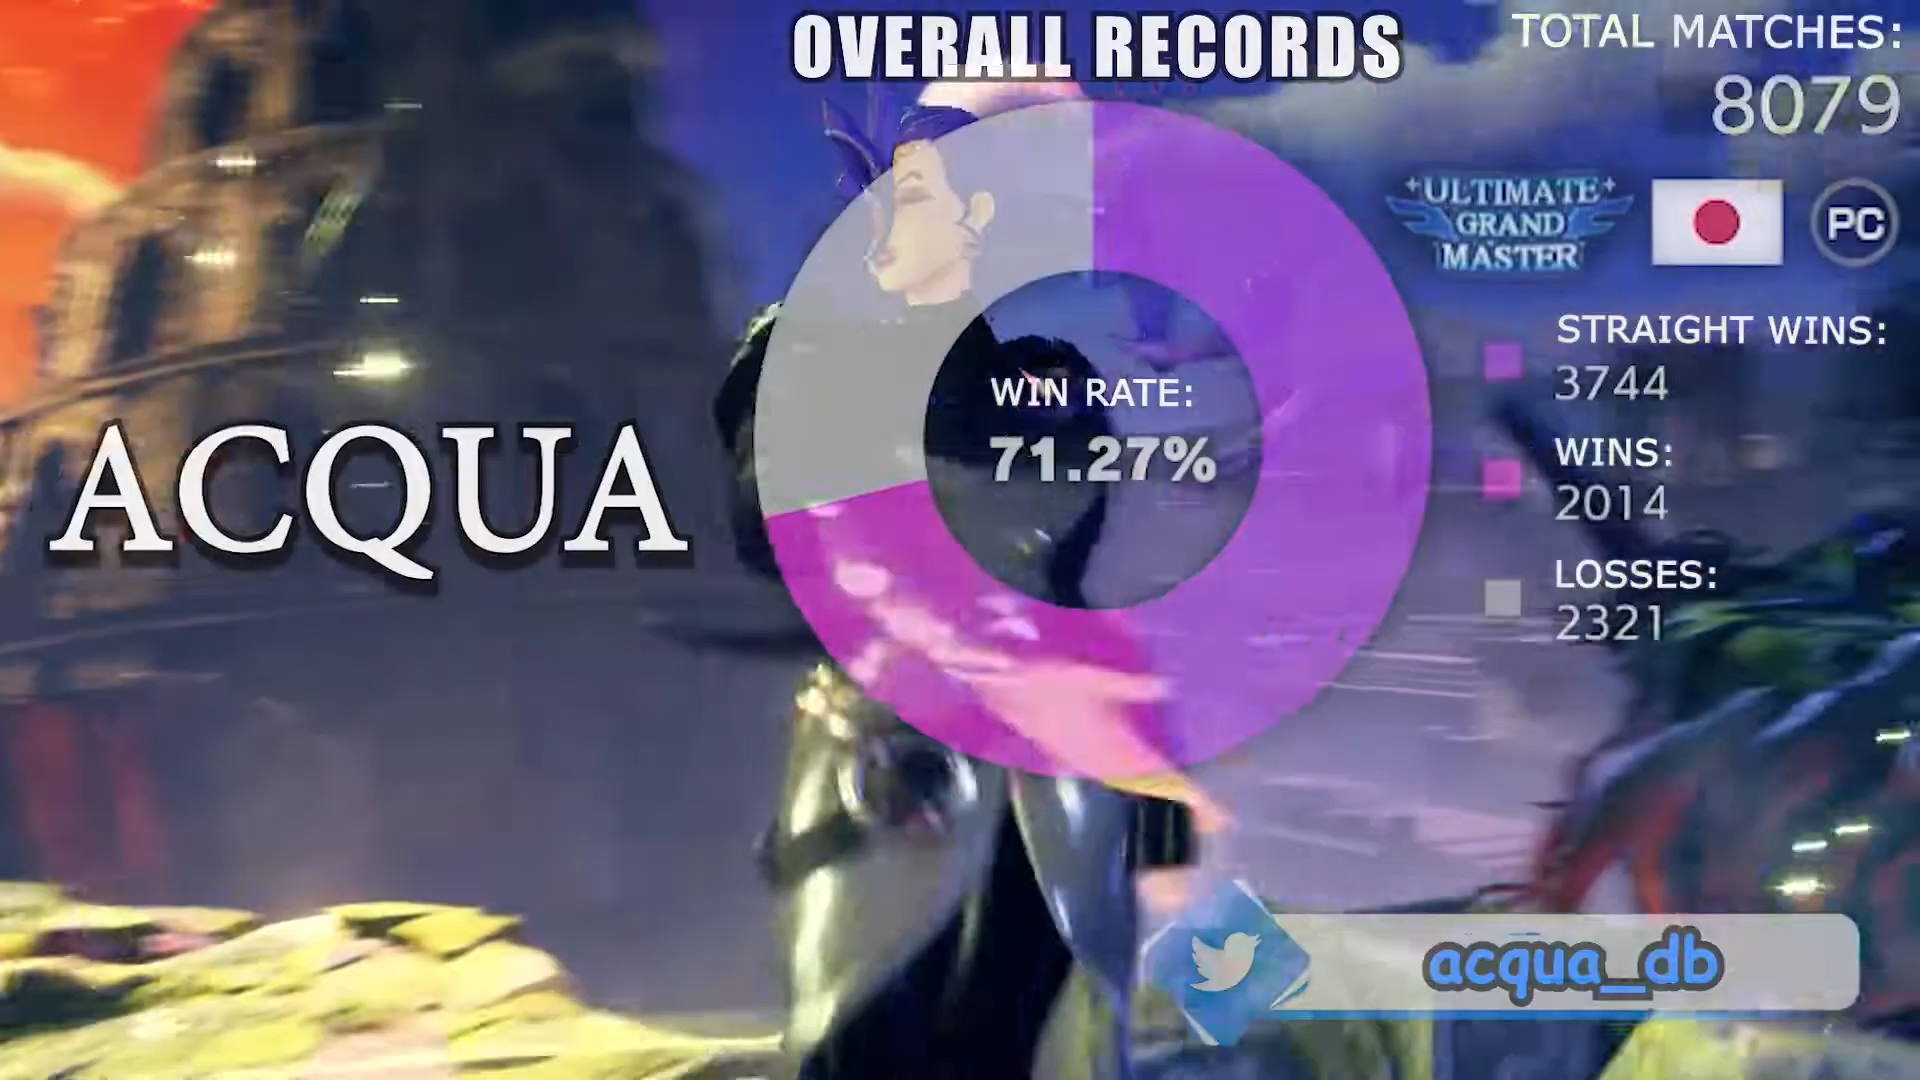 OVERALL RECORDS
TOTAL MATCHES:
8079
ULTIMATE
GRAND
MASTER
PC
STRAIGHT WINS:
3744
WIN RATE:
71.27%
WINS:
2014
ACQUA
LOSSES:
2321
acqua_db